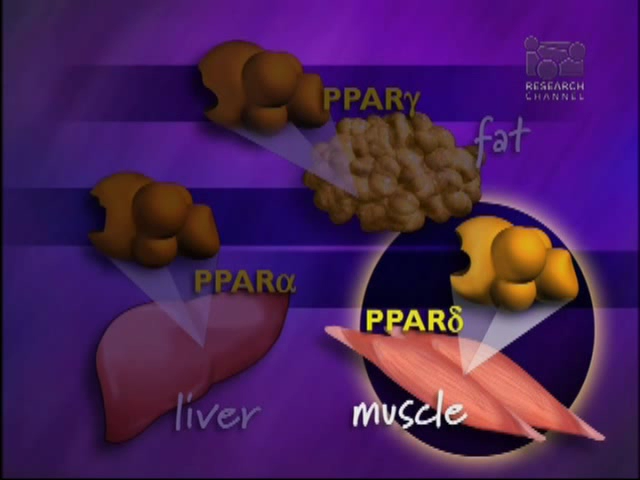 RESEARCH
CHANNEL
PPARγ
fat
PPARα
liver
PPARδ
muscle